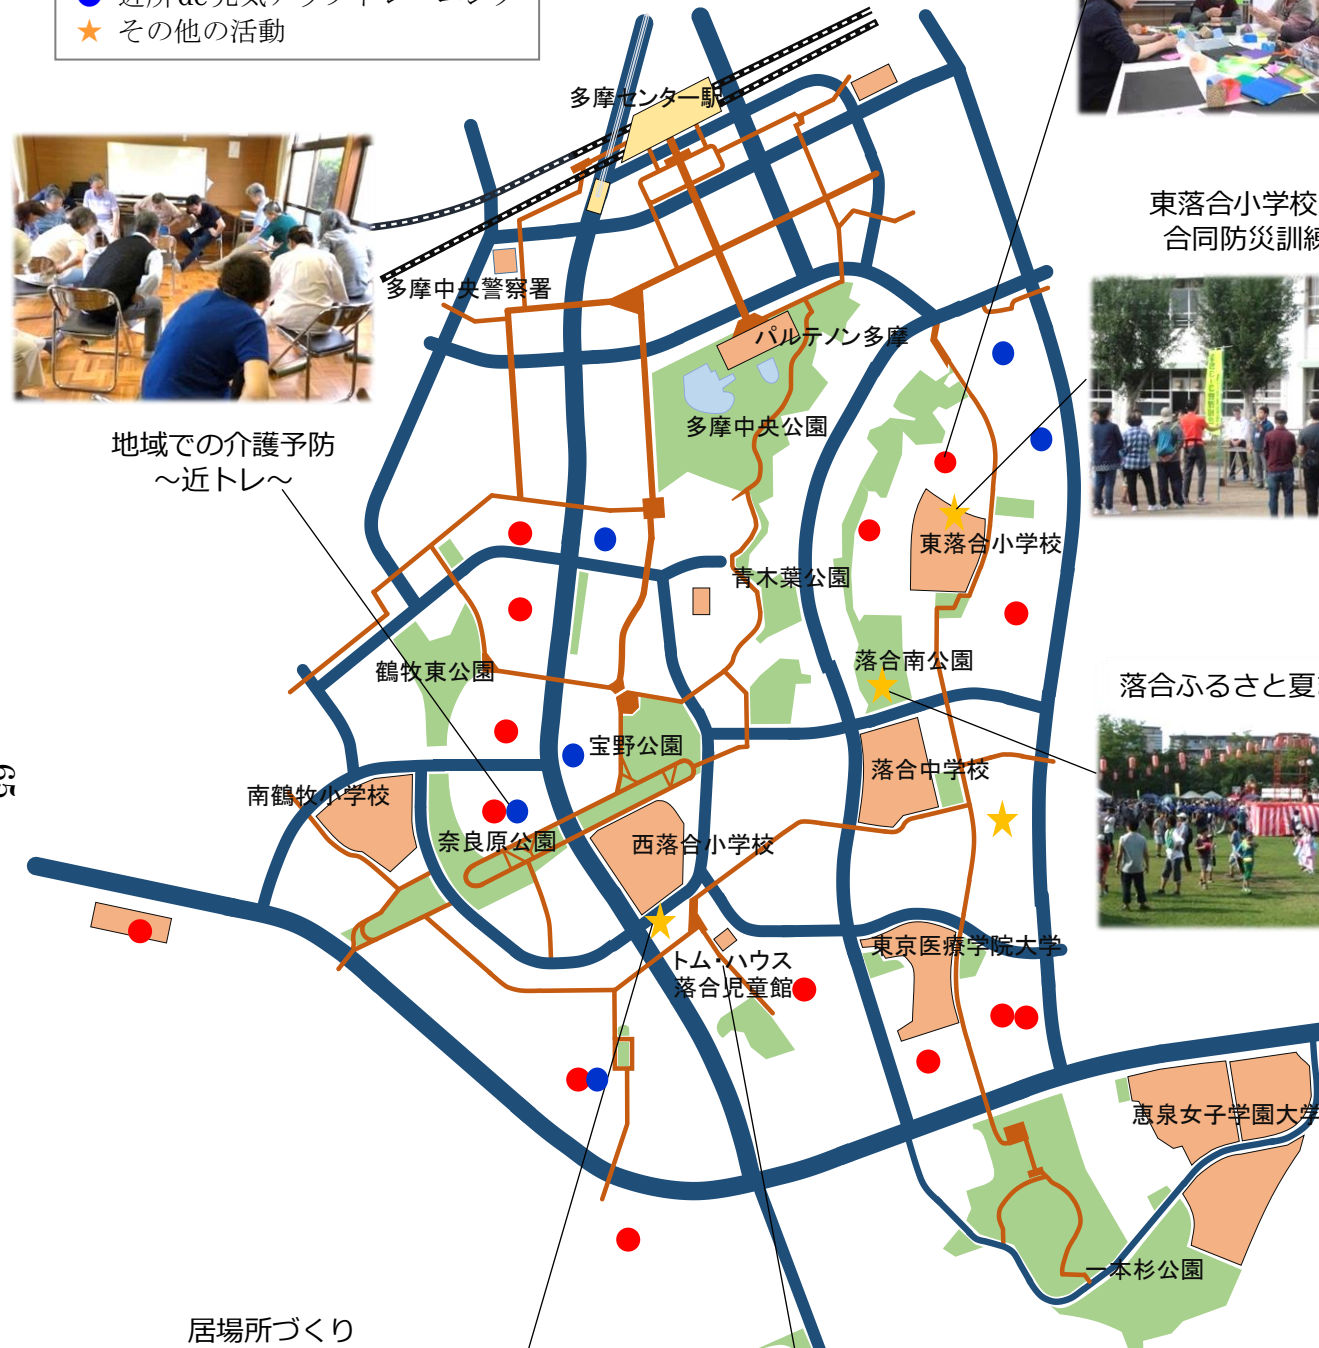 その他の活動
多摩センター駅
東落合小学校
合同防災訓練
多摩中央警察署
パルテノン多摩
多摩中央公園
地域での介護予防
～近トレ～
東落合小学校
青木葉公園
落合南公園
鶴牧東公園
落合ふるさと夏
宝野公園
落合中学校
65
南鶴牧小学校
奈良原公園
西落合小学校
東京医療学院大学
トム・ハウス
落合児童館
恵泉女子学園大学
一本杉公園
居場所づくり